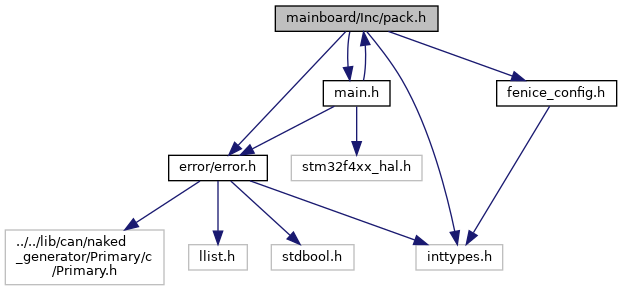 mainboard/Inc/pack.h
main.h
fenice_config.h
error/error.h
stm32f4xx_hal.h
../../lib/can/naked
_generator/Primary/c
/Primary.h
llist.h
stdbool.h
inttypes.h